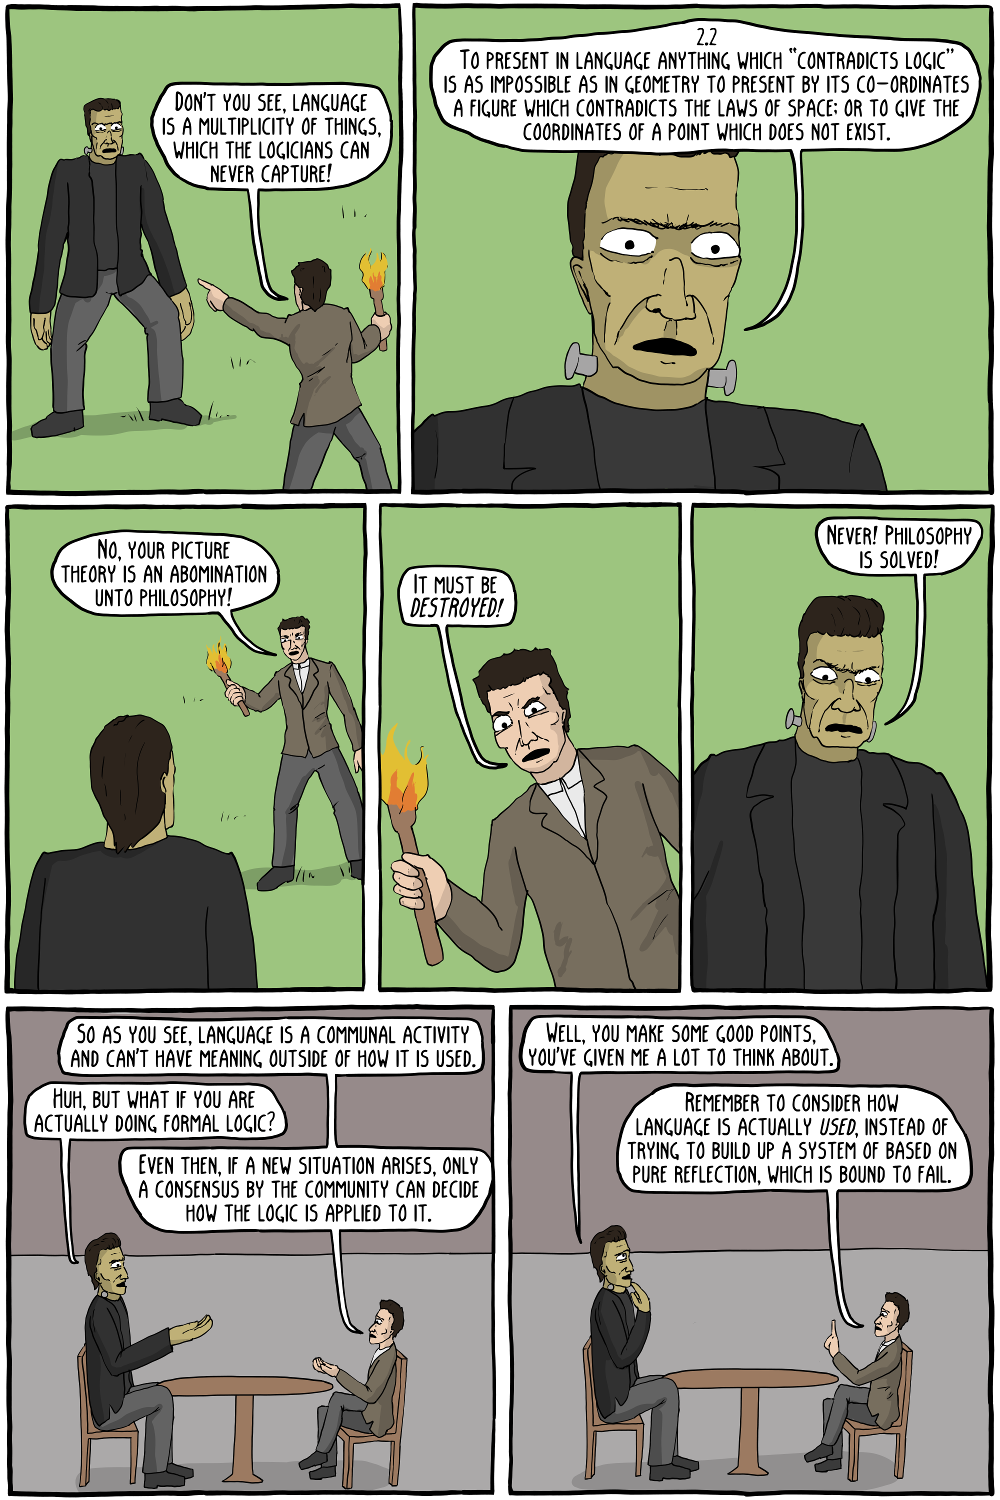 DON'T YOU SEE, LANGUAGE
IS A MULTIPLICITY OF THINGS,
WHICH THE LOGICIANS CAN
NEVER CAPTURE!
2.2
TO PRESENT IN LANGUAGE ANYTHING WHICH "CONTRADICTS LOGIC"
IS AS IMPOSSIBLE AS IN GEOMETRY TO PRESENT BY ITS CO-ORDINATES
A FIGURE WHICH CONTRADICTS THE LAWS OF SPACE; OR TO GIVE THE
COORDINATES OF A POINT WHICH DOES NOT EXIST.
NO, YOUR PICTURE
THEORY IS AN ABOMINATION
UNTO PHILOSOPHY!
IT MUST BE
DESTROYED!
NEVER! PHILOSOPHY
IS SOLVED!
SO AS YOU SEE, LANGUAGE IS A COMMUNAL ACTIVITY
AND CAN'T HAVE MEANING OUTSIDE OF HOW IT IS USED.
HUH, BUT WHAT IF YOU ARE
ACTUALLY DOING FORMAL LOGIC?
EVEN THEN, IF A NEW SITUATION ARISES, ONLY
A CONSENSUS BY THE COMMUNITY CAN DECIDE
HOW THE LOGIC IS APPLIED TO IT.
WELL, YOU MAKE SOME GOOD POINTS,
YOU'VE GIVEN ME A LOT TO THINK ABOUT.
REMEMBER TO CONSIDER HOW
LANGUAGE IS ACTUALLY USED, INSTEAD OF
TRYING TO BUILD UP A SYSTEM OF BASED ON
PURE REFLECTION, WHICH IS BOUND TO FAIL.